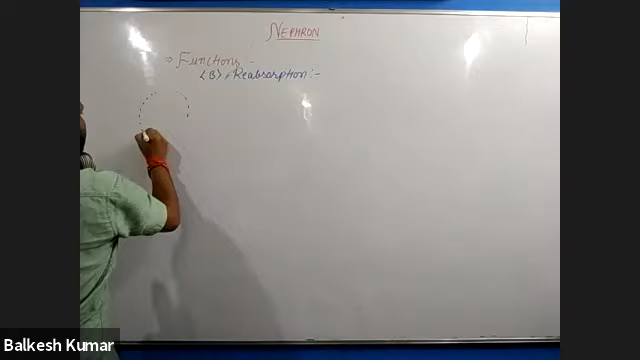 NEPHRON
⇒ Functions -
<B> Reabsorption :-
Balkesh Kumar